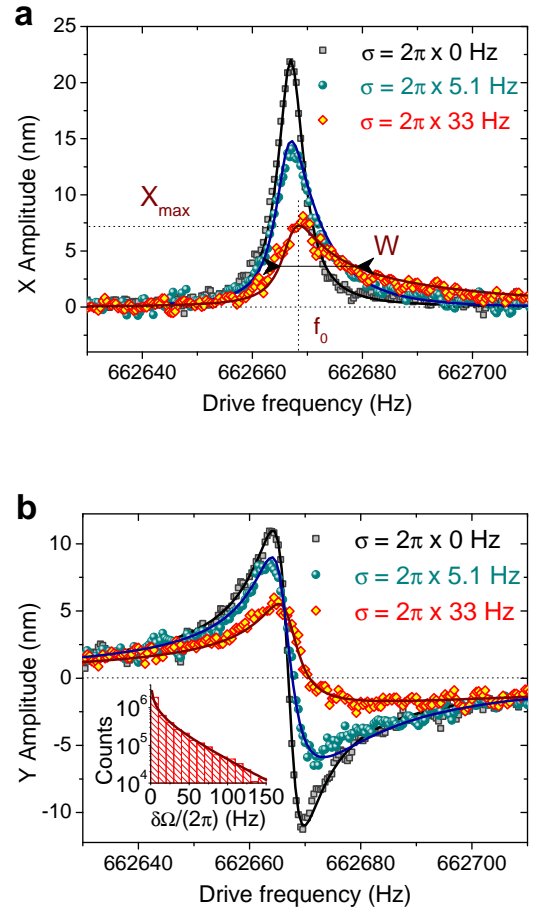 a
25
20
15
10
5
0
X Amplitude (nm)
σ = 2π x 0 Hz
σ = 2π x 5.1 Hz
σ = 2π x 33 Hz
Xmax
W
f0
662640 662660 662680 662700
Drive frequency (Hz)
b
10
5
0
-5
-10
Y Amplitude (nm)
σ = 2π x 0 Hz
σ = 2π x 5.1 Hz
σ = 2π x 33 Hz
10^6
10^5
10^4
Counts
0 50 100 150
δΩ/(2π) (Hz)
662640 662660 662680 662700
Drive frequency (Hz)